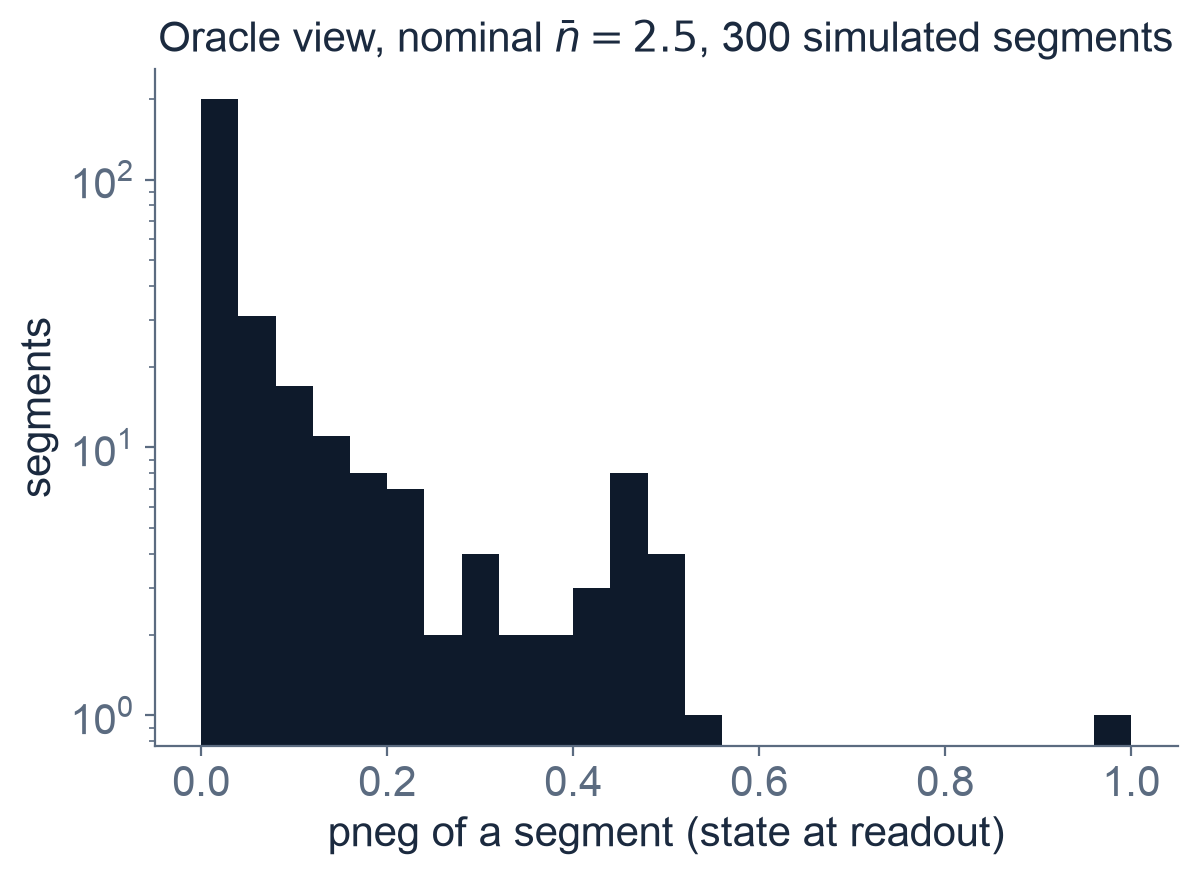 Oracle view, nominal n̄ = 2.5, 300 simulated segments
segments
10²
10¹
10⁰
0.0 0.2 0.4 0.6 0.8 1.0
pneg of a segment (state at readout)